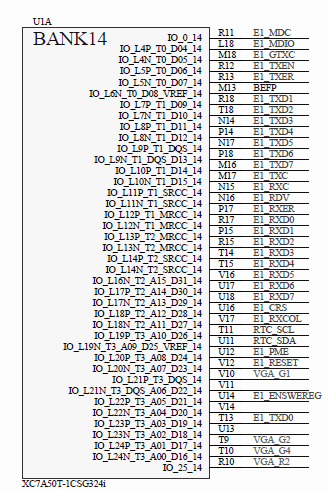 U1A
BANK14
IO_0_14 R11 E1_MDC
IO_L4P_T0_D04_14 L18 E1_MDIO
IO_L4N_T0_D05_14 M18 E1_GTXC
IO_L5P_T0_D06_14 R12 E1_TXEN
IO_L5N_T0_D07_14 R13 E1_TXER
IO_L6N_T0_D08_VREF_14 M13 BEFP
IO_L7P_T1_D09_14 R18 E1_TXD1
IO_L7N_T1_D10_14 T18 E1_TXD2
IO_L8P_T1_D11_14 N14 E1_TXD3
IO_L8N_T1_D12_14 P14 E1_TXD4
IO_L9P_T1_DQS_14 N17 E1_TXD5
IO_L9N_T1_DQS_D13_14 P18 E1_TXD6
IO_L10P_T1_D14_14 M16 E1_TXD7
IO_L10N_T1_D15_14 M17 E1_TXC
IO_L11P_T1_SRCC_14 N15 E1_RXC
IO_L11N_T1_SRCC_14 N16 E1_RDV
IO_L12P_T1_MRCC_14 P17 E1_RXER
IO_L12N_T1_MRCC_14 R17 E1_RXD0
IO_L13P_T2_MRCC_14 P15 E1_RXD1
IO_L13N_T2_MRCC_14 R15 E1_RXD2
IO_L14P_T2_SRCC_14 T14 E1_RXD3
IO_L14N_T2_SRCC_14 T15 E1_RXD4
IO_L16N_T2_A15_D31_14 V16 E1_RXD5
IO_L17P_T2_A14_D30_14 U17 E1_RXD6
IO_L17N_T2_A13_D29_14 U18 E1_RXD7
IO_L18P_T2_A12_D28_14 U16 E1_CRS
IO_L18N_T2_A11_D27_14 V17 E1_RXCOL
IO_L19P_T3_A10_D26_14 T11 RTC_SCL
IO_L19N_T3_A09_D25_VREF_14 U11 RTC_SDA
IO_L20P_T3_A08_D24_14 U12 E1_PME
IO_L20N_T3_A07_D23_14 V12 E1_RESET
IO_L21P_T3_DQS_14 V10 VGA_G1
IO_L21N_T3_DQS_A06_D22_14 V11
IO_L22P_T3_A05_D21_14 U14 E1_ENSWEREG
IO_L22N_T3_A04_D20_14 V14
IO_L23P_T3_A03_D19_14 T13 E1_TXD0
IO_L23N_T3_A02_D18_14 U13
IO_L24P_T3_A01_D17_14 T9 VGA_G2
IO_L24N_T3_A00_D16_14 T10 VGA_G4
IO_25_14 R10 VGA_R2
XC7A50T-1CSG324i